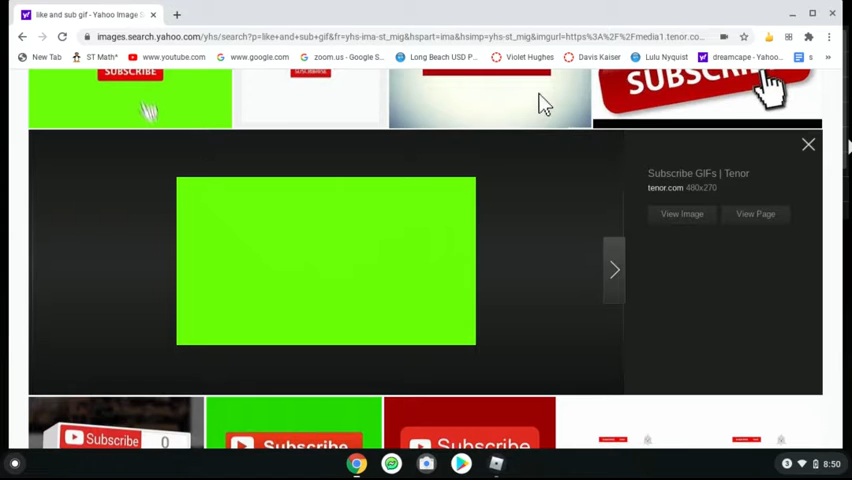 like and sub gif - Yahoo Image S
images.search.yahoo.com/yhs/search?p=like+and+sub+gif&fr=yhs-ima-st_mig&hspart=ima&hsimp=yhs-st_mig&imgurl=https%3A%2F%2Fmedia1.tenor.co...
New Tab
ST Math®
www.youtube.com
www.google.com
zoom.us - Google S...
Long Beach USD P...
Violet Hughes
Davis Kaiser
Lulu Nyquist
dreamcape - Yahoo...
s
»
SUBSCRIBE
Subscribe GIFs | Tenor
tenor.com 480x270
View Image
View Page
Subscribe 0
Subscribe
Subscribe
3
8:50